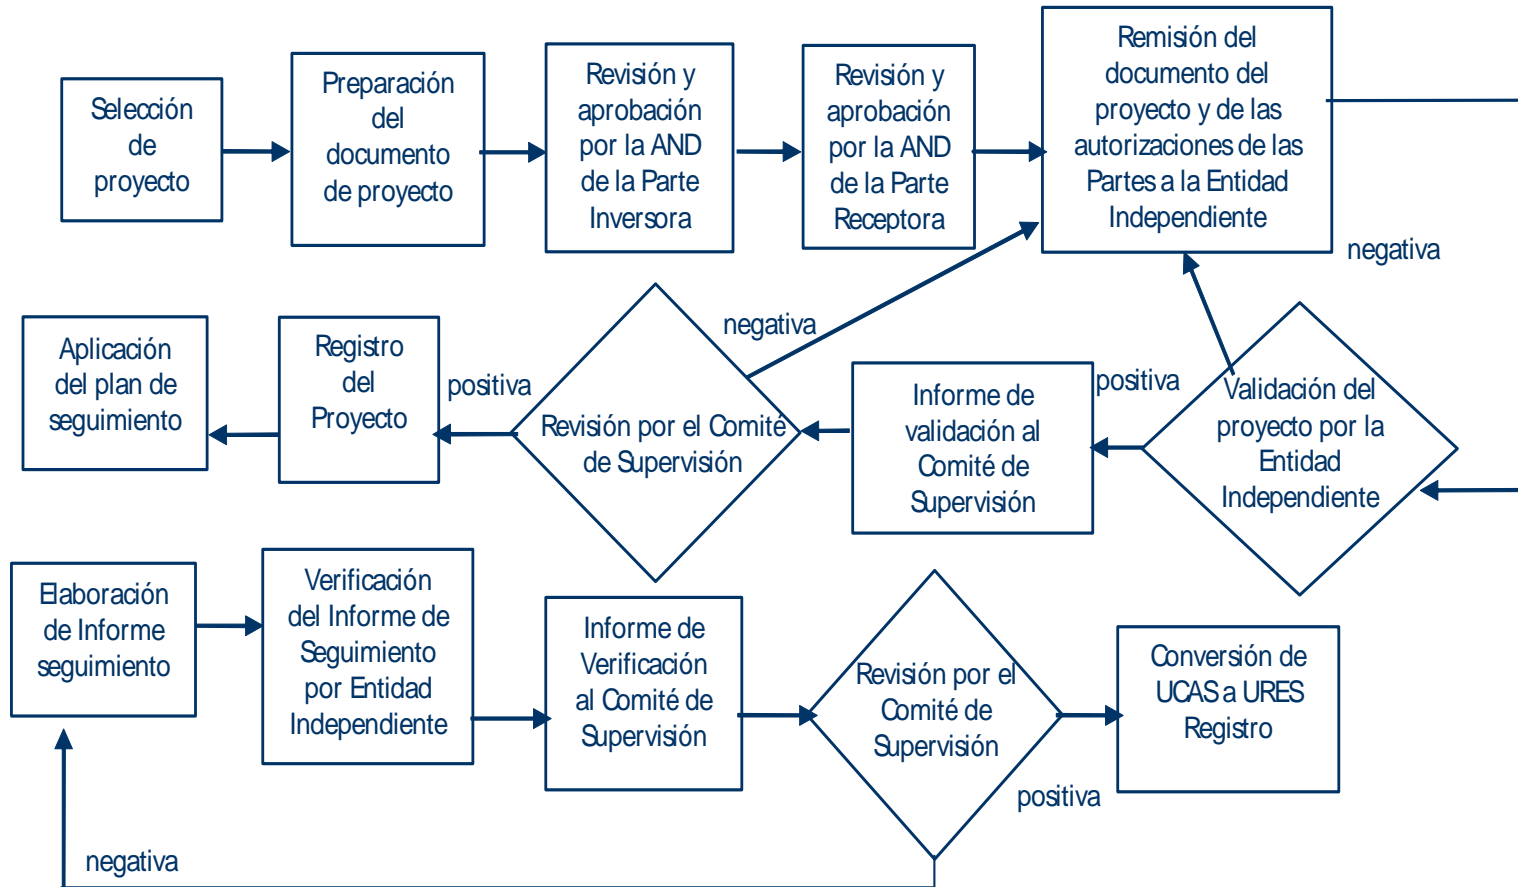 Selección
de
proyecto
Preparación
del
documento
de proyecto
Revisión y
aprobación
por la AND
de la Parte
Inversora
Revisión y
aprobación
por la AND
de la Parte
Receptora
Remisión del
documento del
proyecto y de las
autorizaciones de las
Partes a la Entidad
Independiente
negativa
Aplicación
del plan de
seguimiento
Registro
del
Proyecto
positiva
Revisión por el Comité
de Supervisión
negativa
Informe de
validación al
Comité de
Supervisión
positiva
Validación del
proyecto por la
Entidad
Independiente
Elaboración
de Informe
seguimiento
Verificación
del Informe de
Seguimiento
por Entidad
Independiente
Informe de
Verificación
al Comité de
Supervisión
Revisión por el
Comité de
Supervisión
positiva
Conversión de
UCAS a URES
Registro
negativa